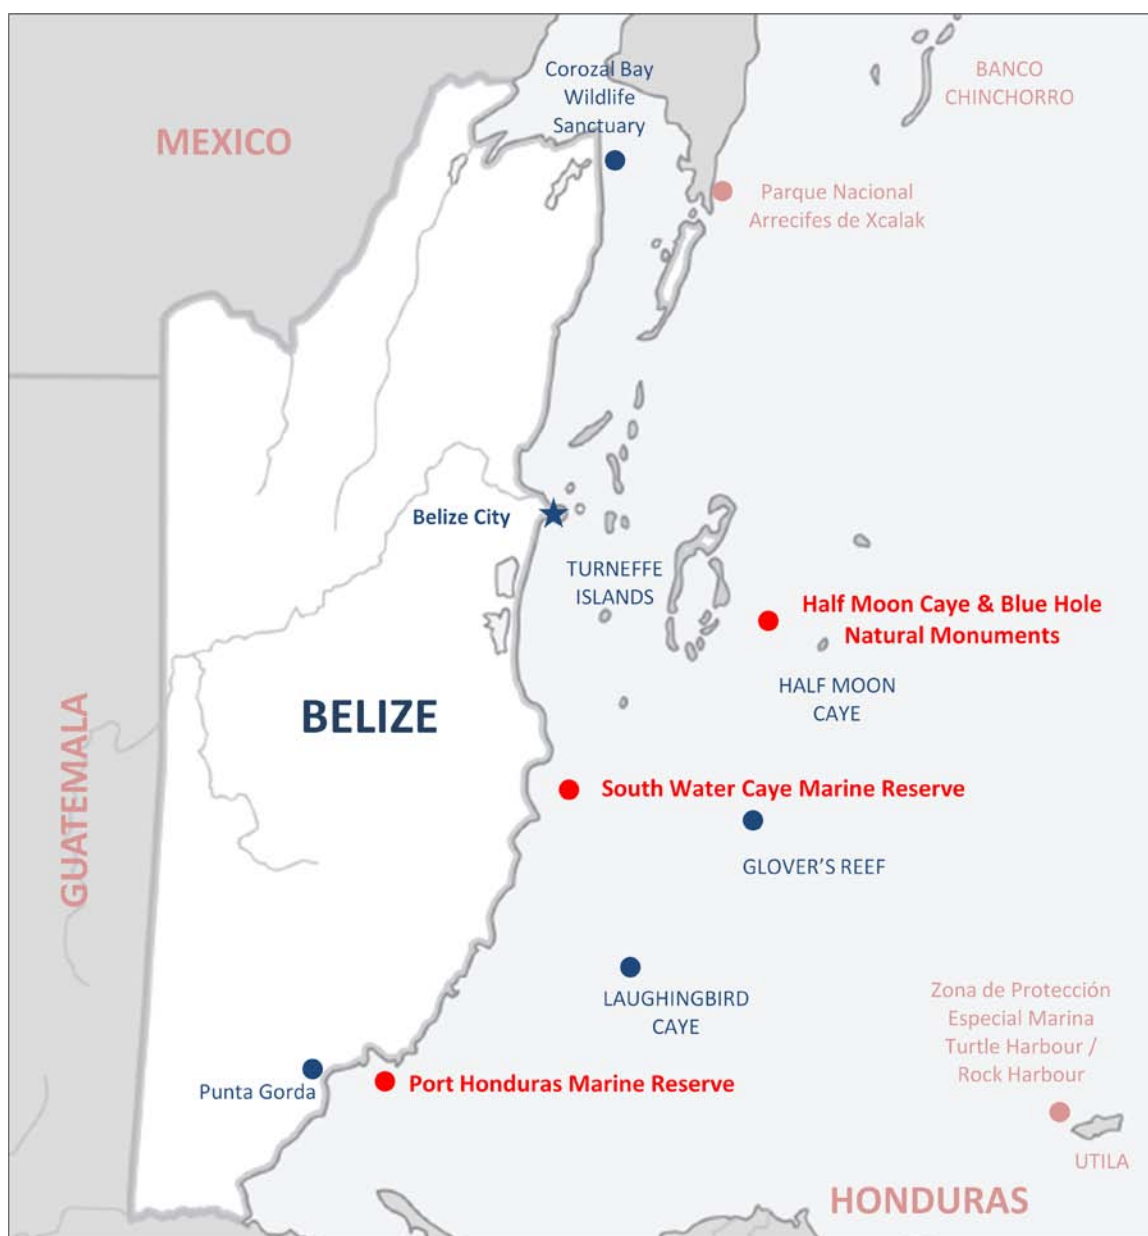 Corozal Bay
Wildlife
Sanctuary
BANCO
CHINCHORRO
MEXICO
Parque Nacional
Arrecifes de Xcalak
Belize City
TURNEFFE
ISLANDS
Half Moon Caye & Blue Hole
Natural Monuments
HALF MOON
CAYE
BELIZE
GUATEMALA
South Water Caye Marine Reserve
GLOVER'S REEF
LAUGHINGBIRD
CAYE
Zona de Protección
Especial Marina
Turtle Harbour /
Rock Harbour
Punta Gorda
Port Honduras Marine Reserve
UTILA
HONDURAS